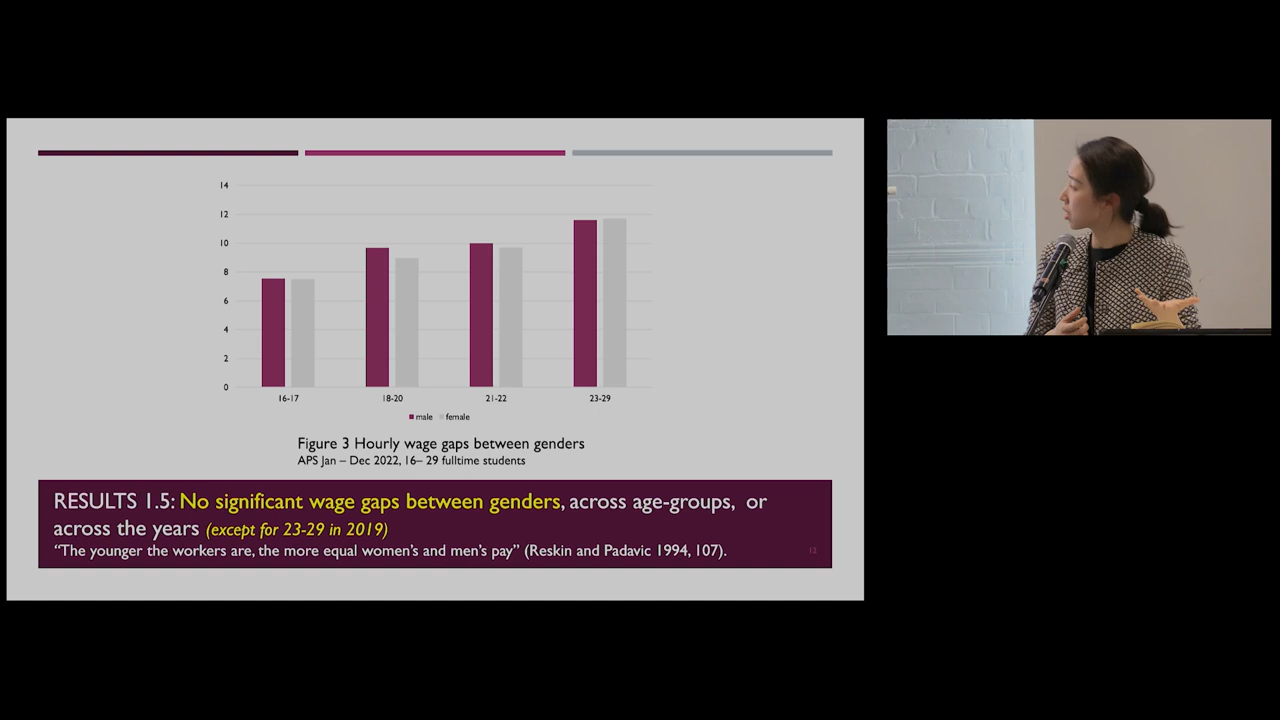 14
12
10
8
6
4
2
0
16-17
18-20
21-22
23-29
male
female
Figure 3 Hourly wage gaps between genders
APS Jan – Dec 2022, 16– 29 fulltime students
RESULTS 1.5: No significant wage gaps between genders, across age-groups, or
across the years (except for 23-29 in 2019)
“The younger the workers are, the more equal women’s and men’s pay” (Reskin and Padavic 1994, 107).
12